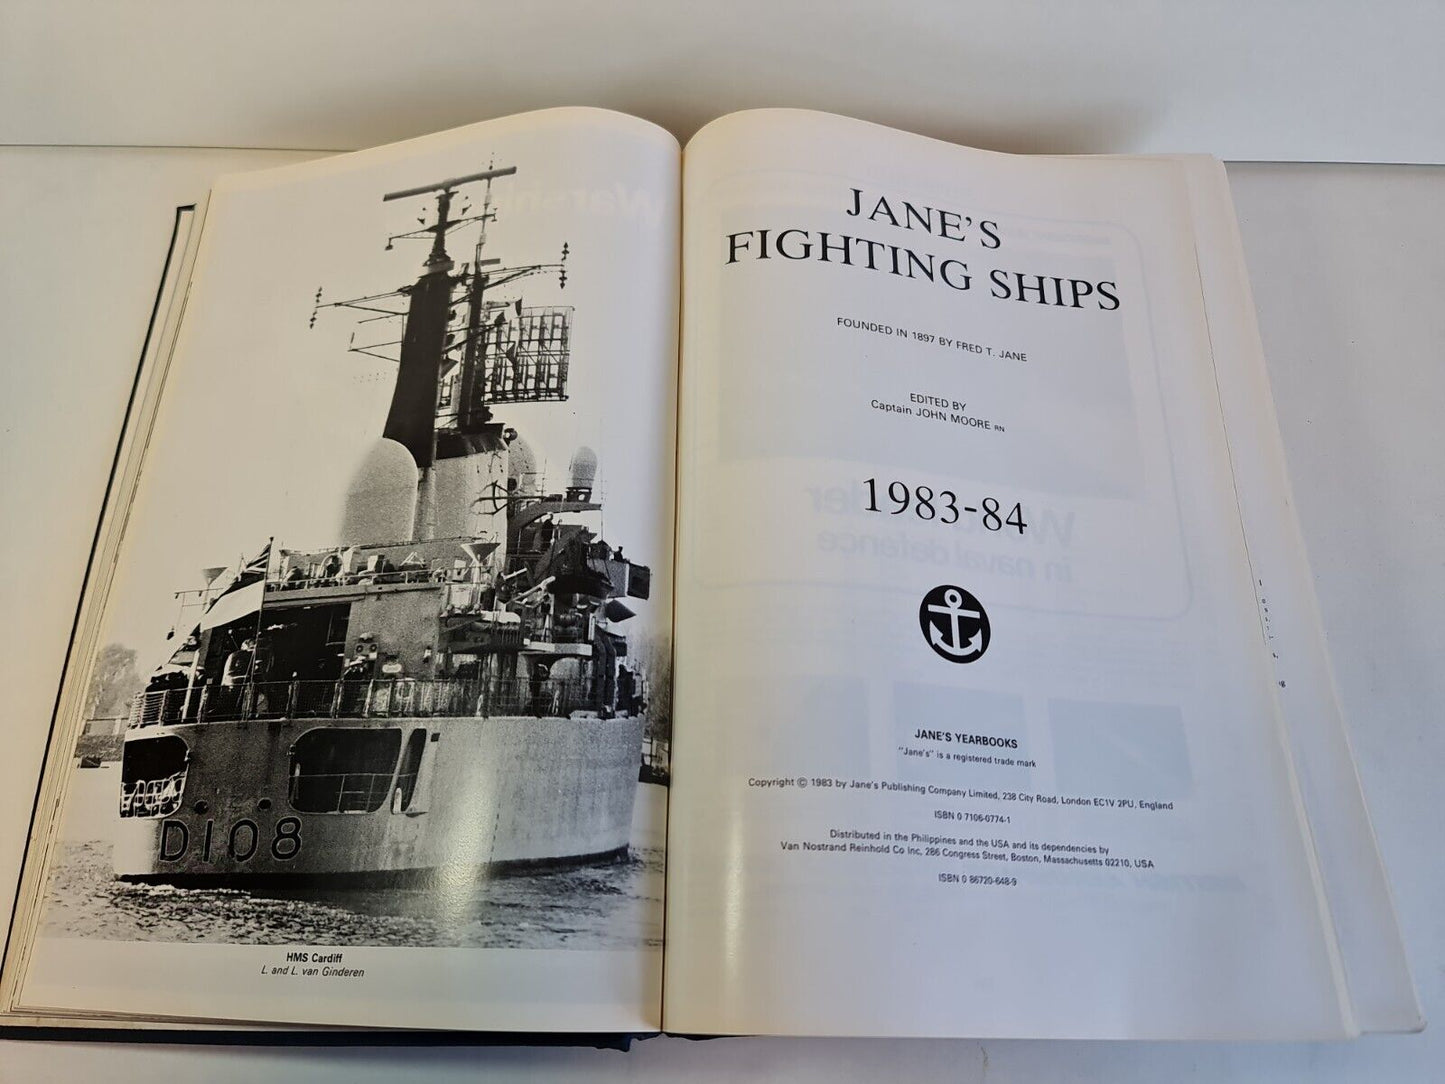 D108
HMS Cardiff
L. and L. van Ginderen
JANE'S
FIGHTING SHIPS
FOUNDED IN 1897 BY FRED T. JANE
EDITED BY
Captain JOHN MOORE RN
1983-84
JANE'S YEARBOOKS
"Jane's" is a registered trade mark
Copyright © 1983 by Jane's Publishing Company Limited, 238 City Road, London EC1V 2PU, England
ISBN 0 7106-0774-1
Distributed in the Philippines and the USA and its dependencies by
Van Nostrand Reinhold Co Inc, 286 Congress Street, Boston, Massachusetts 02210, USA
ISBN 0 86720-648-9